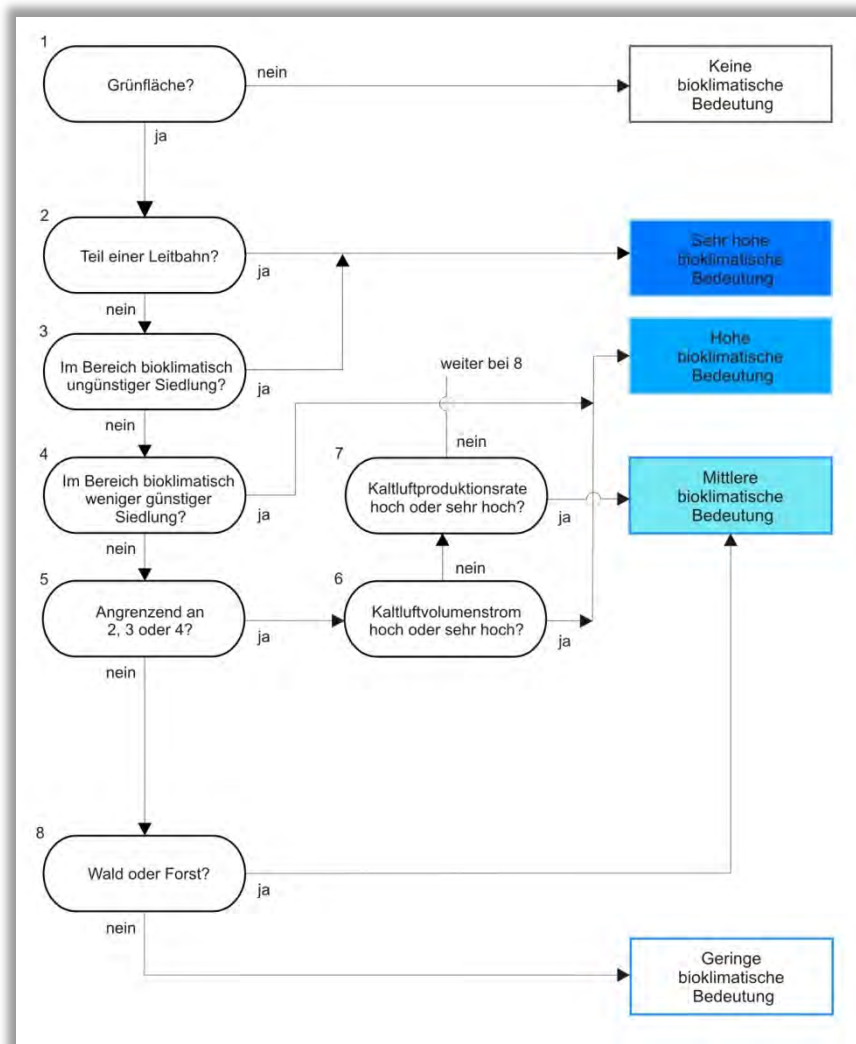 1
Grünfläche?
nein
ja
Keine
bioklimatische
Bedeutung
2
Teil einer Leitbahn?
ja
nein
Sehr hohe
bioklimatische
Bedeutung
3
Im Bereich bioklimatisch
ungünstiger Siedlung?
ja
nein
Hohe
bioklimatische
Bedeutung
weiter bei 8
4
Im Bereich bioklimatisch
weniger günstiger
Siedlung?
ja
nein
nein
7
Kaltluftproduktionsrate
hoch oder sehr hoch?
ja
Mittlere
bioklimatische
Bedeutung
5
Angrenzend an
2, 3 oder 4?
ja
nein
nein
6
Kaltluftvolumenstrom
hoch oder sehr hoch?
ja
8
Wald oder Forst?
ja
nein
Geringe
bioklimatische
Bedeutung